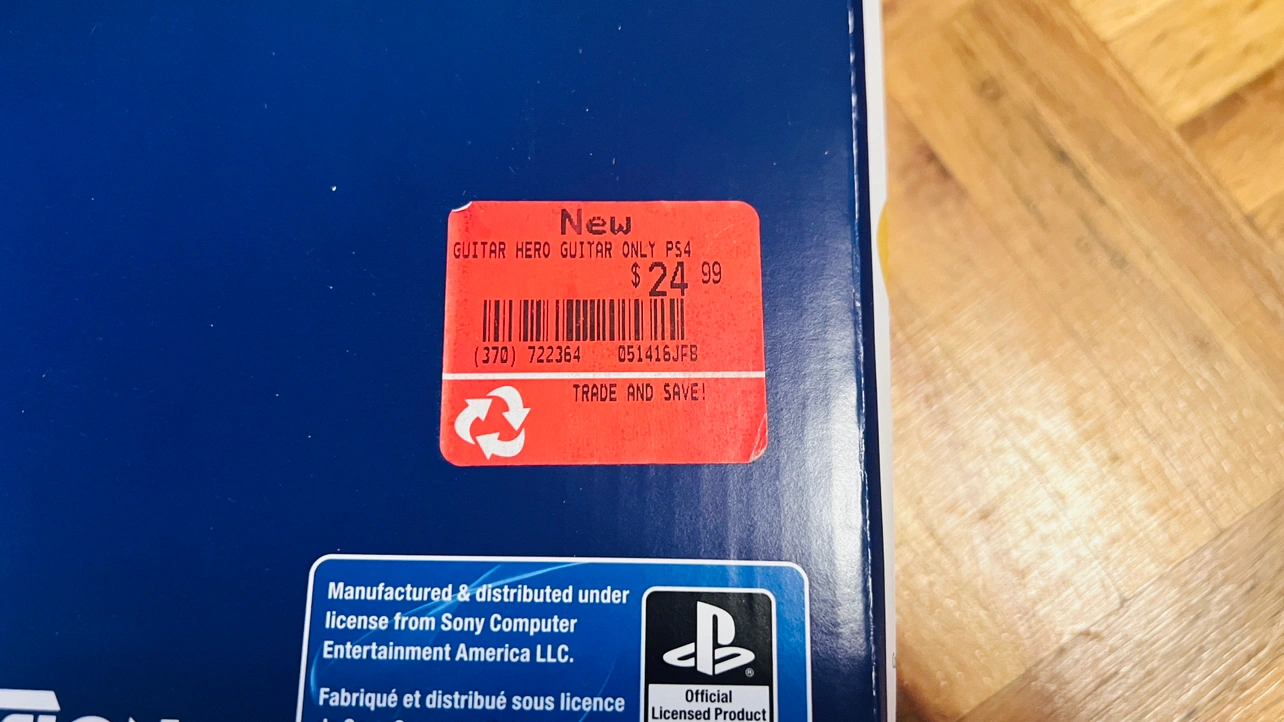 New
GUITAR HERO GUITAR ONLY PS4
$24 99
(370) 722364 051416JFB
TRADE AND SAVE!
Manufactured & distributed under
license from Sony Computer
Entertainment America LLC.
Fabriqué et distribué sous licence
Official
Licensed Product